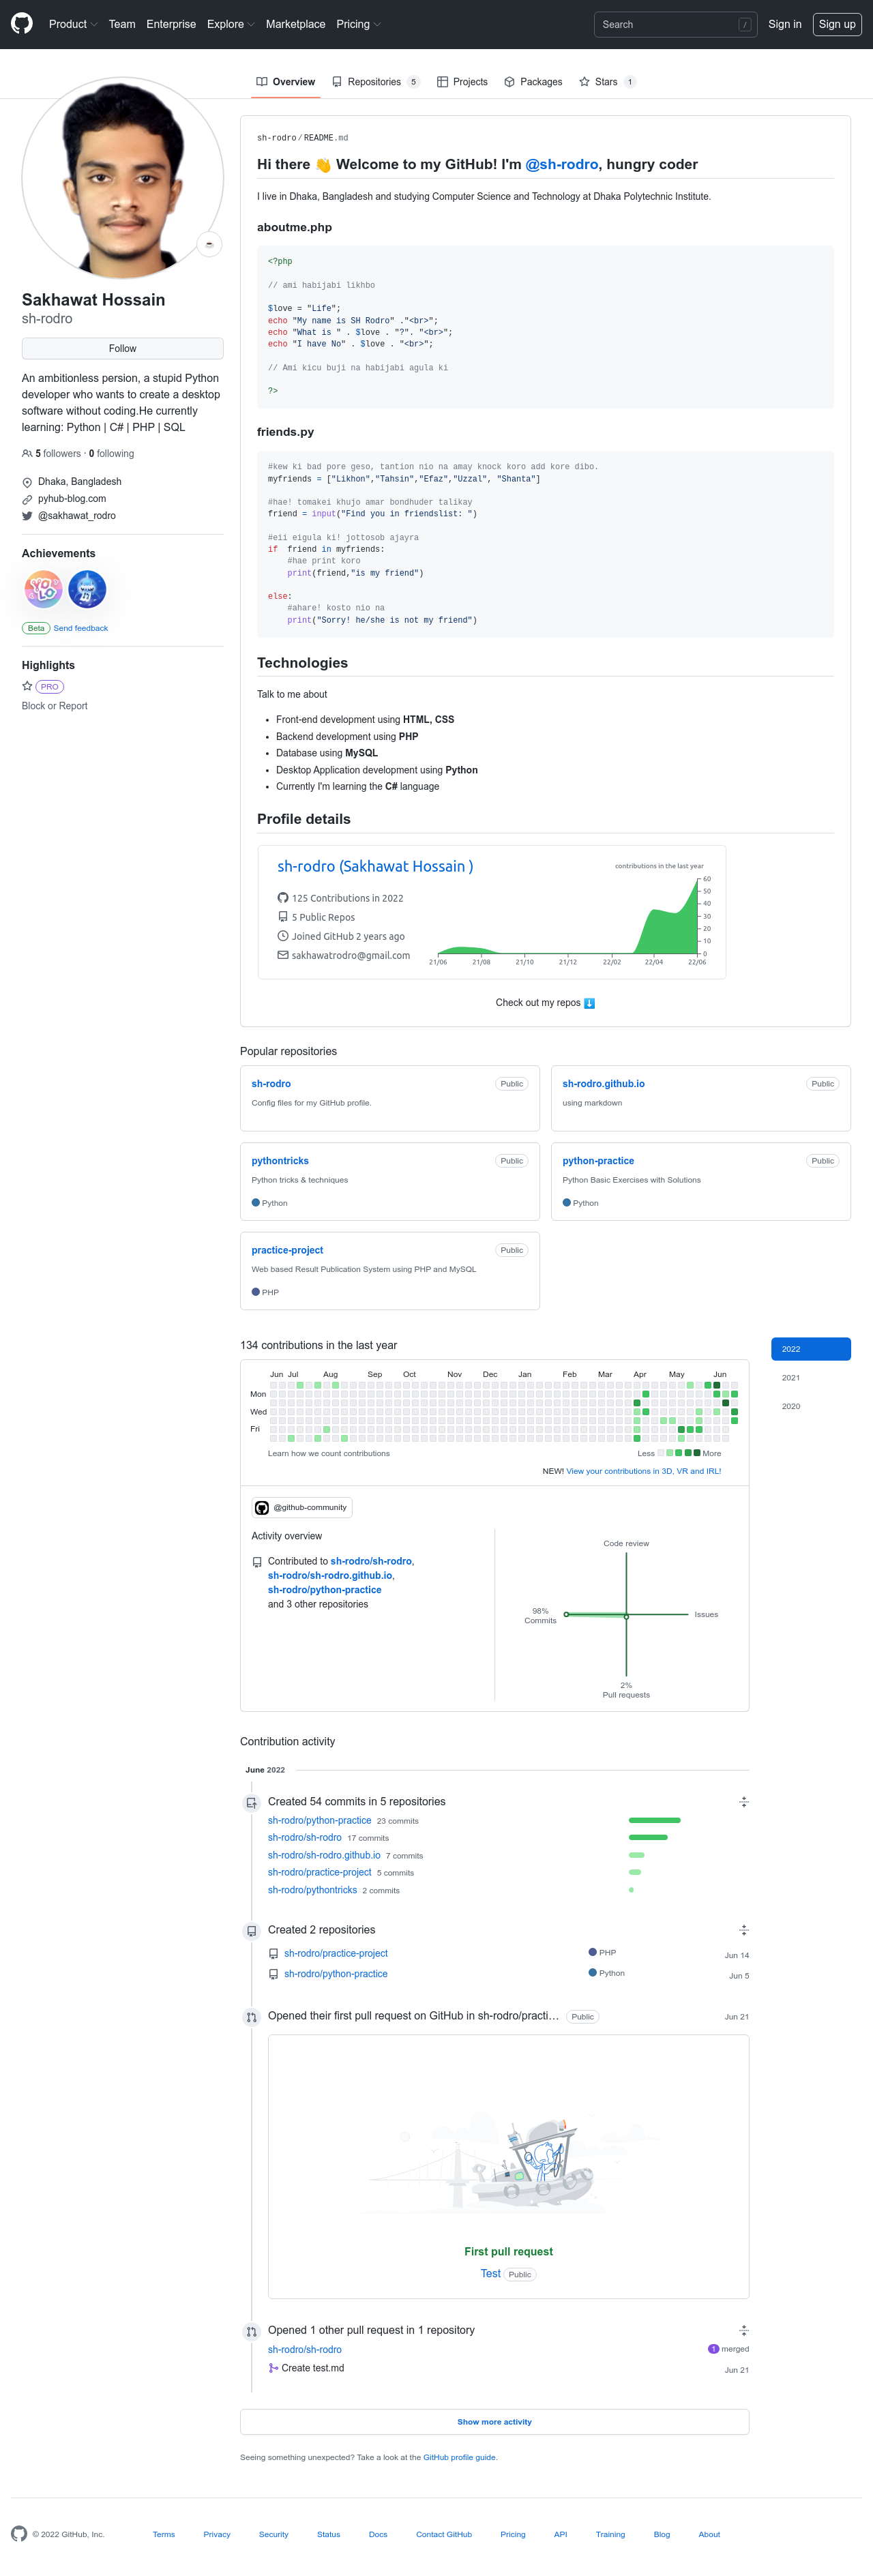 Product Team Enterprise Explore Marketplace Pricing Search / Sign in Sign up
Overview Repositories 5 Projects Packages Stars 1
Sakhawat Hossain
sh-rodro
Follow
An ambitionless persion, a stupid Python
developer who wants to create a desktop
software without coding.He currently
learning: Python | C# | PHP | SQL
5 followers · 0 following
Dhaka, Bangladesh
pyhub-blog.com
@sakhawat_rodro
Achievements
YOLO
Beta Send feedback
Highlights
PRO
Block or Report
sh-rodro/README.md
Hi there 👋 Welcome to my GitHub! I'm @sh-rodro, hungry coder
I live in Dhaka, Bangladesh and studying Computer Science and Technology at Dhaka Polytechnic Institute.
aboutme.php
<?php
// ami habijabi likhbo
$love = "Life";
echo "My name is SH Rodro" ."<br>";
echo "What is " . $love . "?". "<br>";
echo "I have No" . $love . "<br>";
// Ami kicu buji na habijabi agula ki
?>
friends.py
#kew ki bad pore geso, tantion nio na amay knock koro add kore dibo.
myfriends = ["Likhon","Tahsin","Efaz","Uzzal", "Shanta"]
#hae! tomakei khujo amar bondhuder talikay
friend = input("Find you in friendslist: ")
#eii eigula ki! jottosob ajayra
if  friend in myfriends:
    #hae print koro
    print(friend,"is my friend")
else:
    #ahare! kosto nio na
    print("Sorry! he/she is not my friend")
Technologies
Talk to me about
• Front-end development using HTML, CSS
• Backend development using PHP
• Database using MySQL
• Desktop Application development using Python
• Currently I'm learning the C# language
Profile details
sh-rodro (Sakhawat Hossain )
125 Contributions in 2022
5 Public Repos
Joined GitHub 2 years ago
sakhawatrodro@gmail.com
contributions in the last year
60
50
40
30
20
10
0
21/06 21/08 21/10 21/12 22/02 22/04 22/06
Check out my repos ⬇️
Popular repositories
sh-rodro Public
Config files for my GitHub profile.
sh-rodro.github.io Public
using markdown
pythontricks Public
Python tricks & techniques
Python
python-practice Public
Python Basic Exercises with Solutions
Python
practice-project Public
Web based Result Publication System using PHP and MySQL
PHP
134 contributions in the last year
2022
2021
2020
Jun Jul Aug Sep Oct Nov Dec Jan Feb Mar Apr May Jun
Mon
Wed
Fri
Learn how we count contributions Less More
NEW! View your contributions in 3D, VR and IRL!
@github-community
Activity overview
Contributed to sh-rodro/sh-rodro,
sh-rodro/sh-rodro.github.io,
sh-rodro/python-practice
and 3 other repositories
Code review
98%
Commits
Issues
2%
Pull requests
Contribution activity
June 2022
Created 54 commits in 5 repositories
sh-rodro/python-practice 23 commits
sh-rodro/sh-rodro 17 commits
sh-rodro/sh-rodro.github.io 7 commits
sh-rodro/practice-project 5 commits
sh-rodro/pythontricks 2 commits
Created 2 repositories
sh-rodro/practice-project PHP Jun 14
sh-rodro/python-practice Python Jun 5
Opened their first pull request on GitHub in sh-rodro/practi… Public Jun 21
First pull request
Test Public
Opened 1 other pull request in 1 repository
sh-rodro/sh-rodro 1 merged
Create test.md Jun 21
Show more activity
Seeing something unexpected? Take a look at the GitHub profile guide.
© 2022 GitHub, Inc. Terms Privacy Security Status Docs Contact GitHub Pricing API Training Blog About